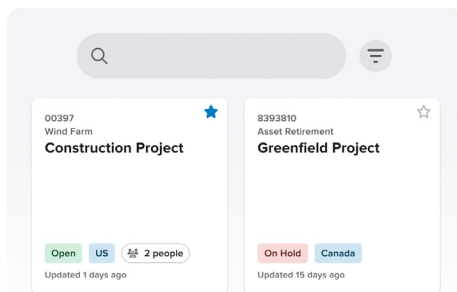 00397
Wind Farm
Construction Project
Open
US
2 people
Updated 1 days ago
8393810
Asset Retirement
Greenfield Project
On Hold
Canada
Updated 15 days ago